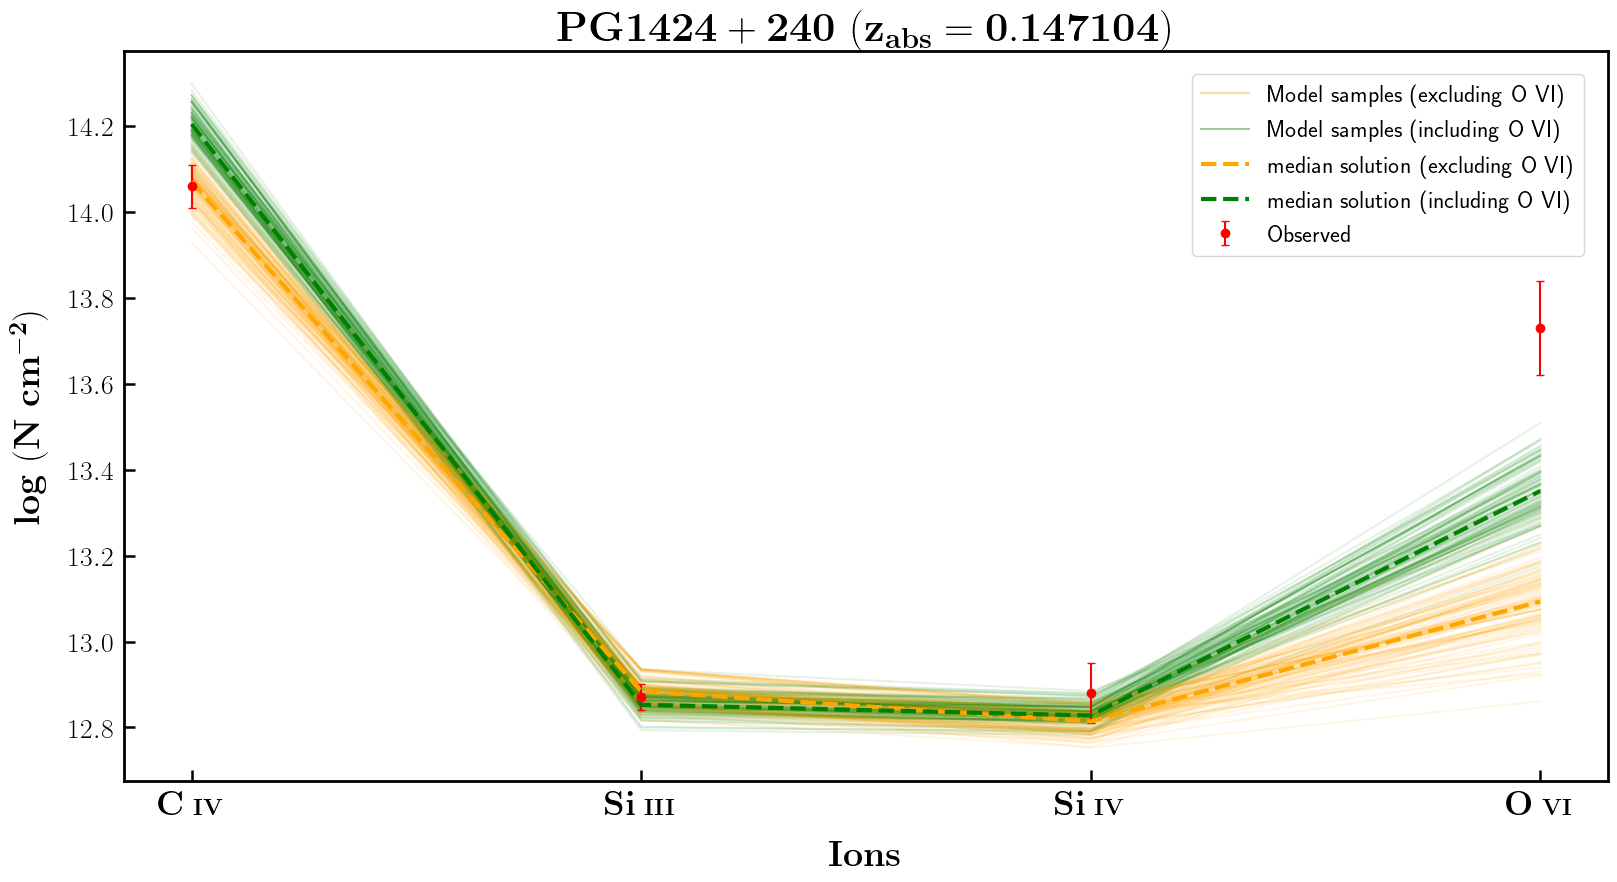 PG1424 + 240 (z_abs = 0.147104)
Model samples (excluding O VI)
Model samples (including O VI)
median solution (excluding O VI)
median solution (including O VI)
Observed
log (N cm⁻²)
14.2
14.0
13.8
13.6
13.4
13.2
13.0
12.8
C IV
Si III
Si IV
O VI
Ions